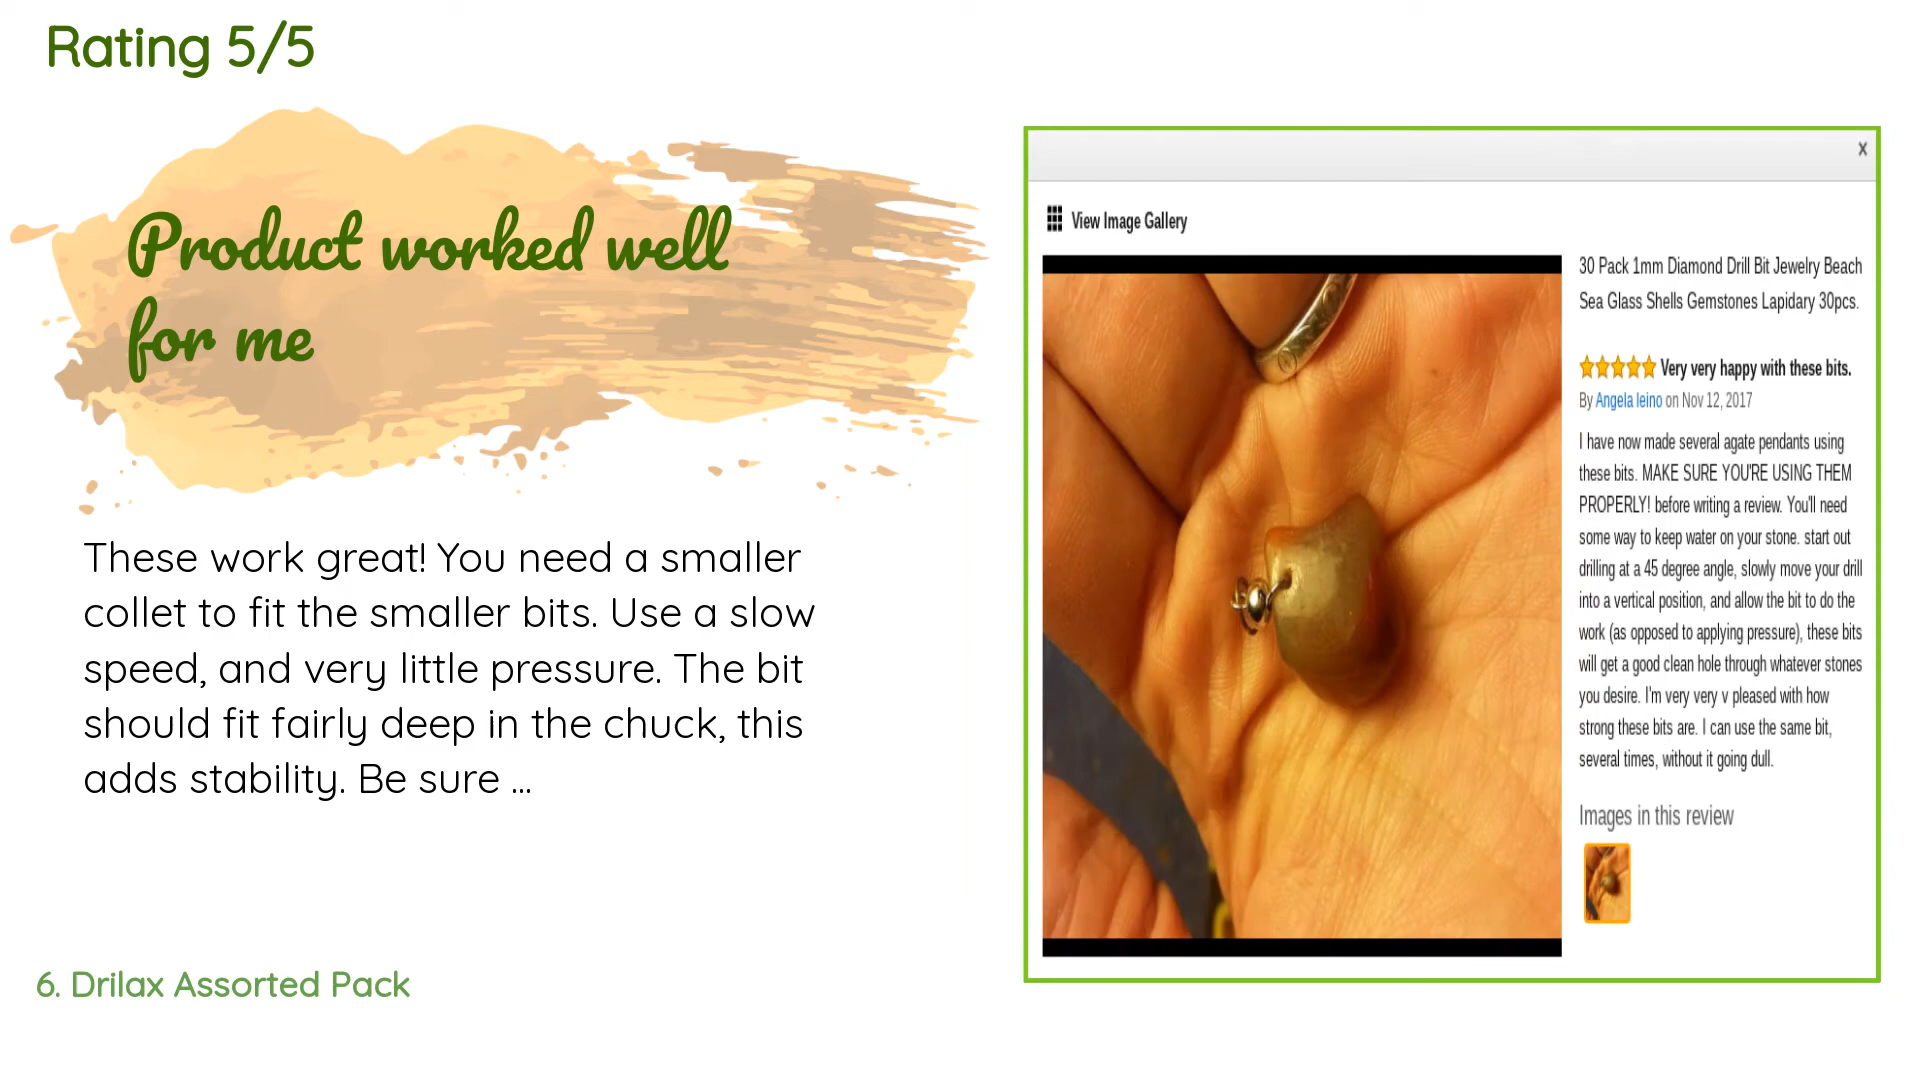 Rating 5/5
Product worked well
for me
These work great! You need a smaller
collet to fit the smaller bits. Use a slow
speed, and very little pressure. The bit
should fit fairly deep in the chuck, this
adds stability. Be sure ...
6. Drilax Assorted Pack
x
View Image Gallery
30 Pack 1mm Diamond Drill Bit Jewelry Beach
Sea Glass Shells Gemstones Lapidary 30pcs.
Very very happy with these bits.
By Angela leino on Nov 12, 2017
I have now made several agate pendants using
these bits. MAKE SURE YOU'RE USING THEM
PROPERLY! before writing a review. You'll need
some way to keep water on your stone. start out
drilling at a 45 degree angle, slowly move your drill
into a vertical position, and allow the bit to do the
work (as opposed to applying pressure), these bits
will get a good clean hole through whatever stones
you desire. I'm very very v pleased with how
strong these bits are. I can use the same bit,
several times, without it going dull.
Images in this review